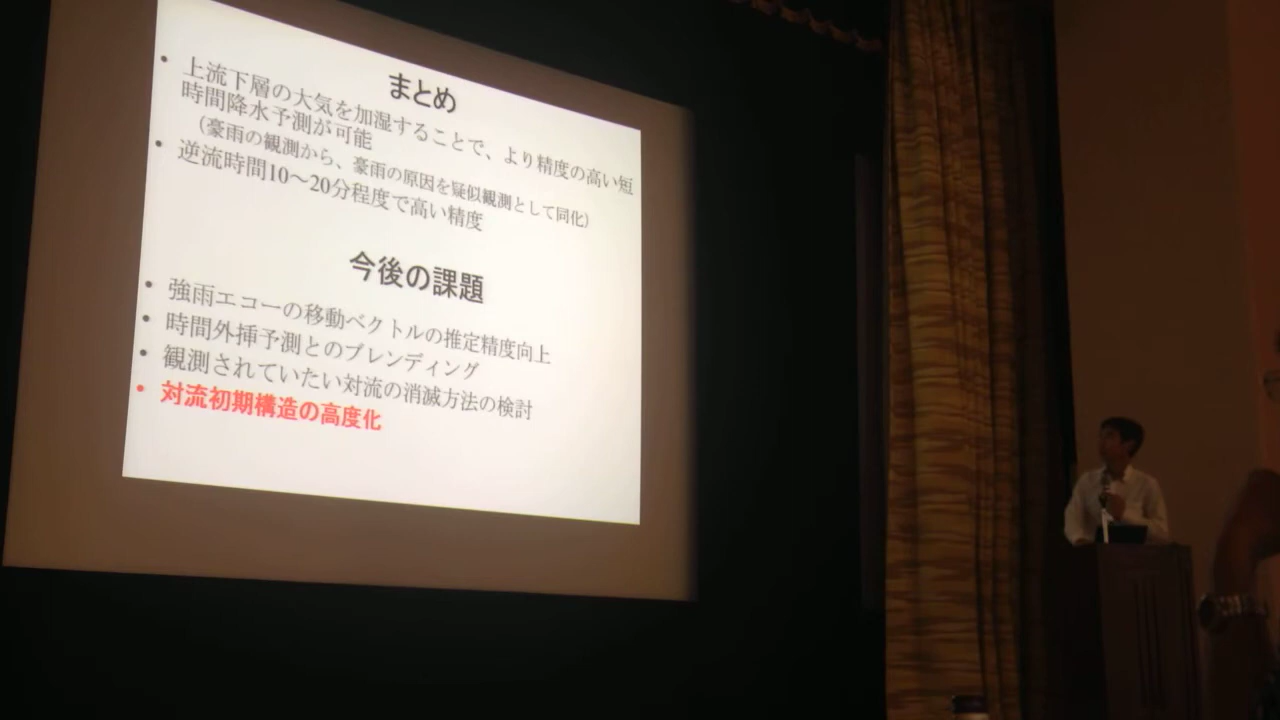 まとめ
• 上流下層の大気を加湿することで、より精度の高い短
時間降水予測が可能
（豪雨の観測から、豪雨の原因を疑似観測として同化）
• 逆流時間10～20分程度で高い精度
今後の課題
• 強雨エコーの移動ベクトルの推定精度向上
• 時間外挿予測とのブレンディング
• 観測されていたい対流の消滅方法の検討
• 対流初期構造の高度化